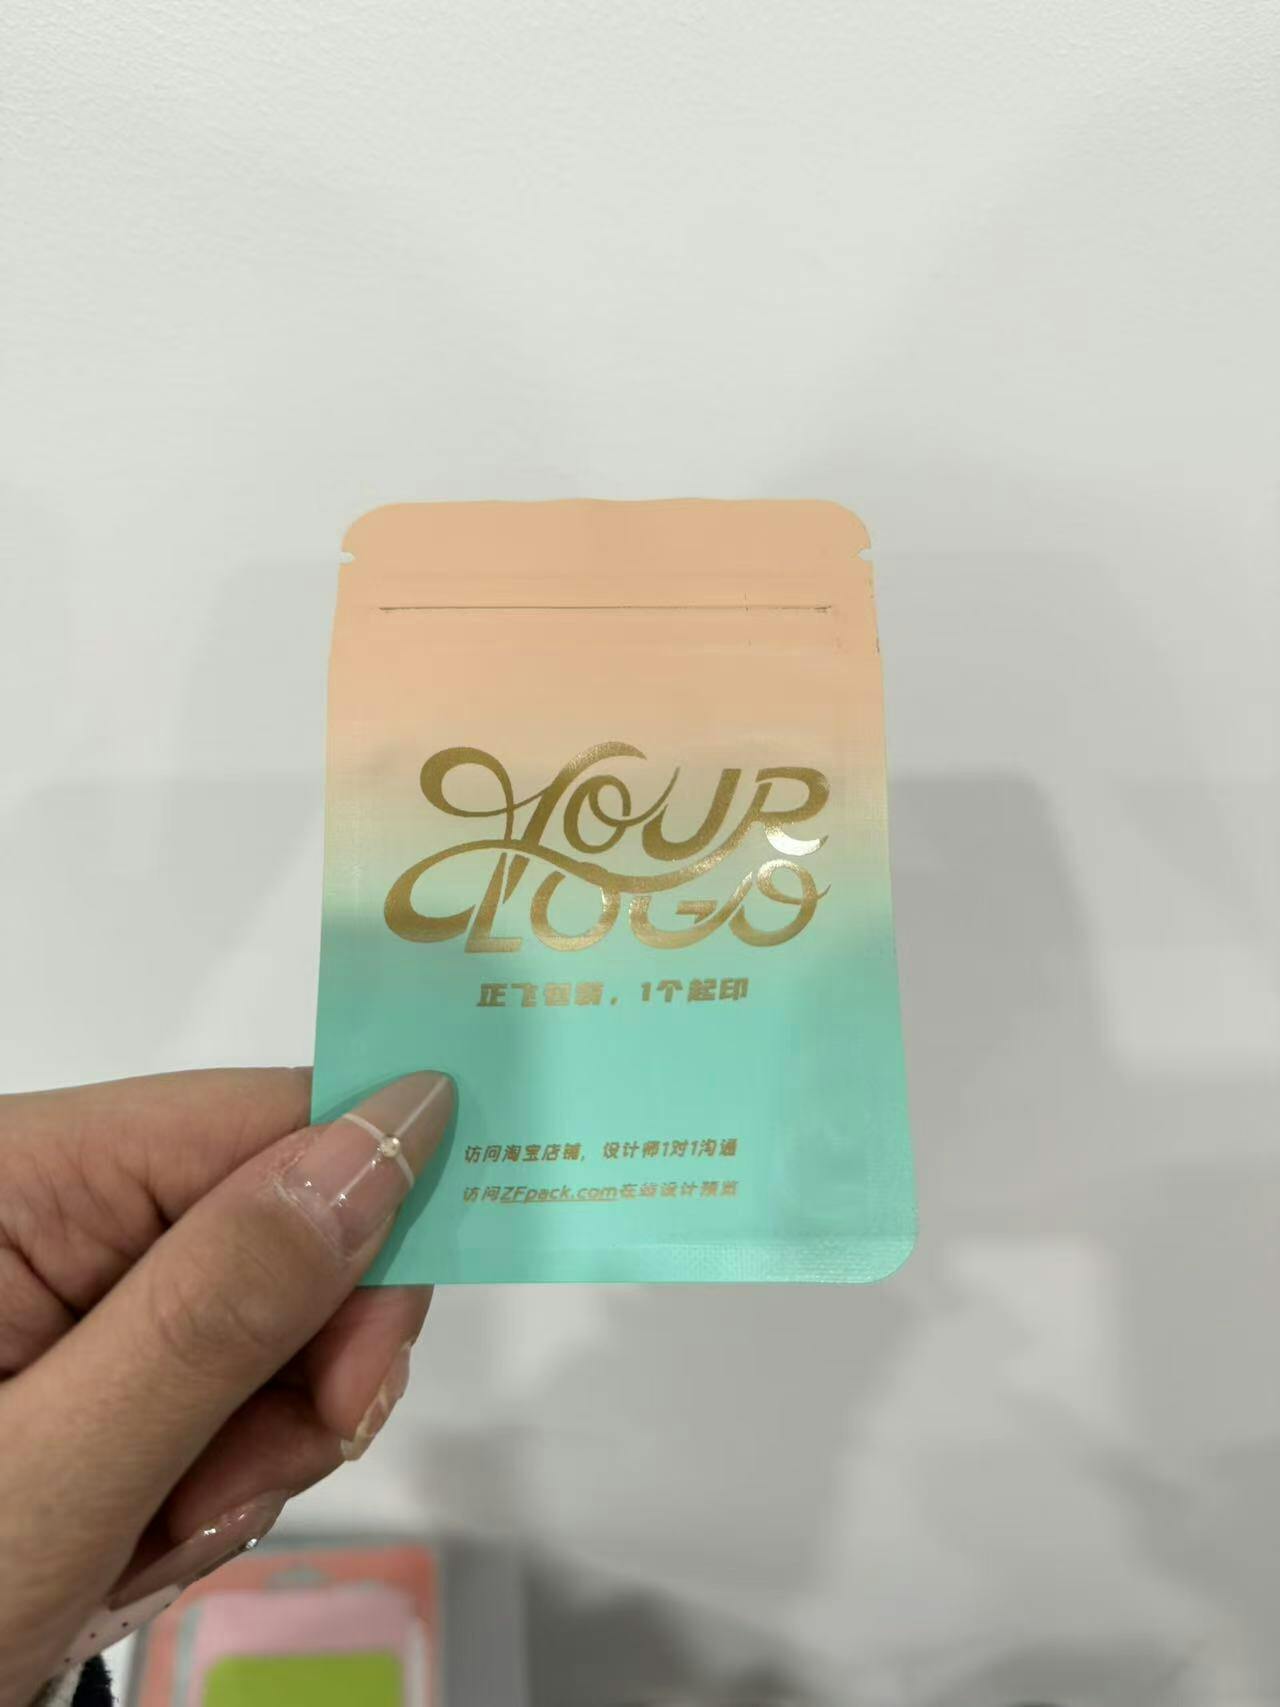 YOUR
LOGO
正飞包装，1个起印
访问淘宝店铺，设计师1对1沟通
访问ZFpack.com在线设计预览